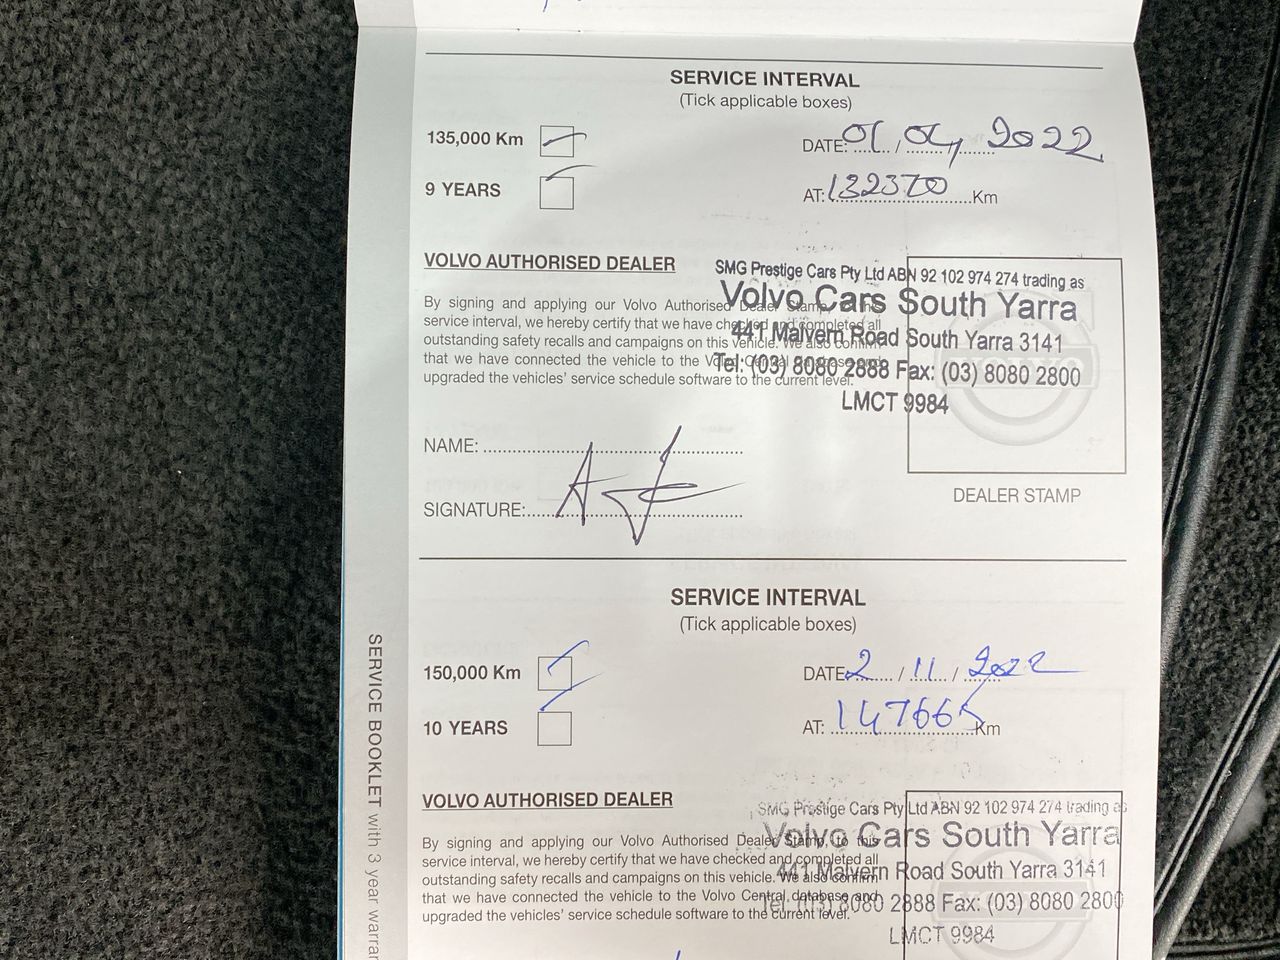 SERVICE INTERVAL
(Tick applicable boxes)
135,000 Km
DATE: 01/04/2022
9 YEARS
AT: 132370 Km
VOLVO AUTHORISED DEALER
SMG Prestige Cars Pty Ltd ABN 92 102 974 274 trading as
Volvo Cars South Yarra
441 Malvern Road South Yarra 3141
Tel: (03) 8080 2888 Fax: (03) 8080 2800
LMCT 9984
By signing and applying our Volvo Authorised Dealer Stamp, to this
service interval, we hereby certify that we have checked and completed all
outstanding safety recalls and campaigns on this vehicle. We also confirm
that we have connected the vehicle to the Volvo Central database and
upgraded the vehicles' service schedule software to the current level.
VOLVO
NAME:
SIGNATURE:
DEALER STAMP
SERVICE INTERVAL
(Tick applicable boxes)
150,000 Km
DATE 2/11/2022
10 YEARS
AT: 147665 Km
VOLVO AUTHORISED DEALER
SMG Prestige Cars Pty Ltd ABN 92 102 974 274 trading as
Volvo Cars South Yarra
441 Malvern Road South Yarra 3141
Tel: (03) 8080 2888 Fax: (03) 8080 2800
LMCT 9984
By signing and applying our Volvo Authorised Dealer Stamp, to this
service interval, we hereby certify that we have checked and completed all
outstanding safety recalls and campaigns on this vehicle. We also confirm
that we have connected the vehicle to the Volvo Central database and
upgraded the vehicles' service schedule software to the current level.
SERVICE BOOKLET with 3 year